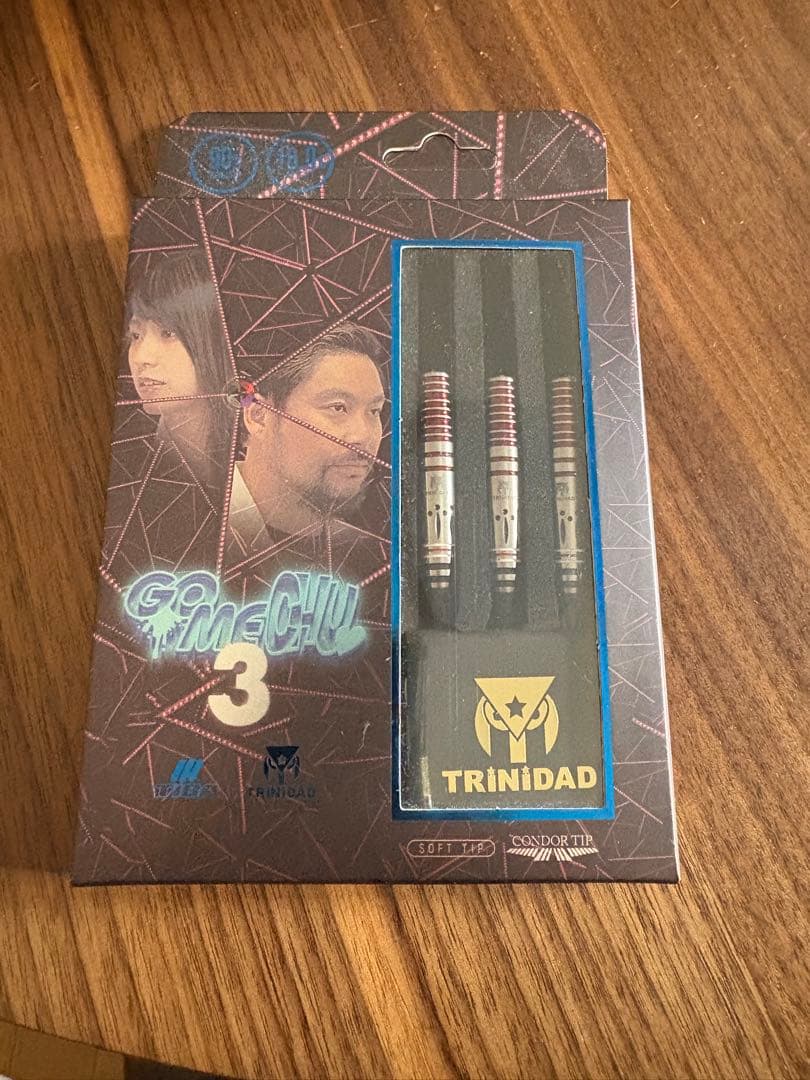 GOMECHU
3
TRiNiDAD
TRINIDAD
SOFT TIP
CONDOR TIP